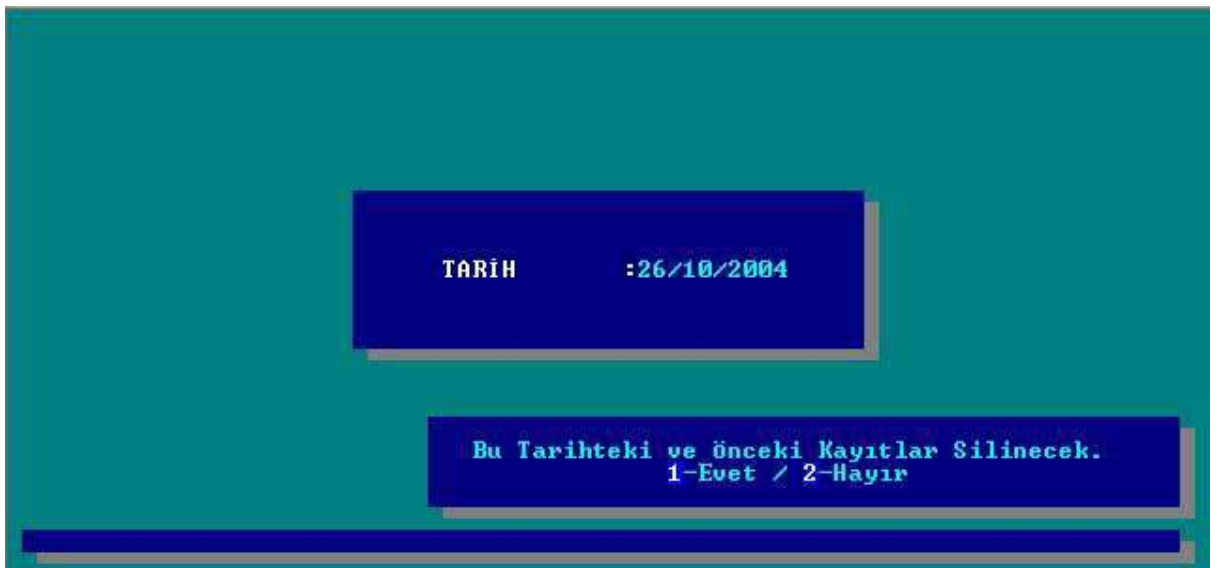 TARİH :26/10/2004
Bu Tarihteki ve Önceki Kayıtlar Silinecek.
1-Evet / 2-Hayır